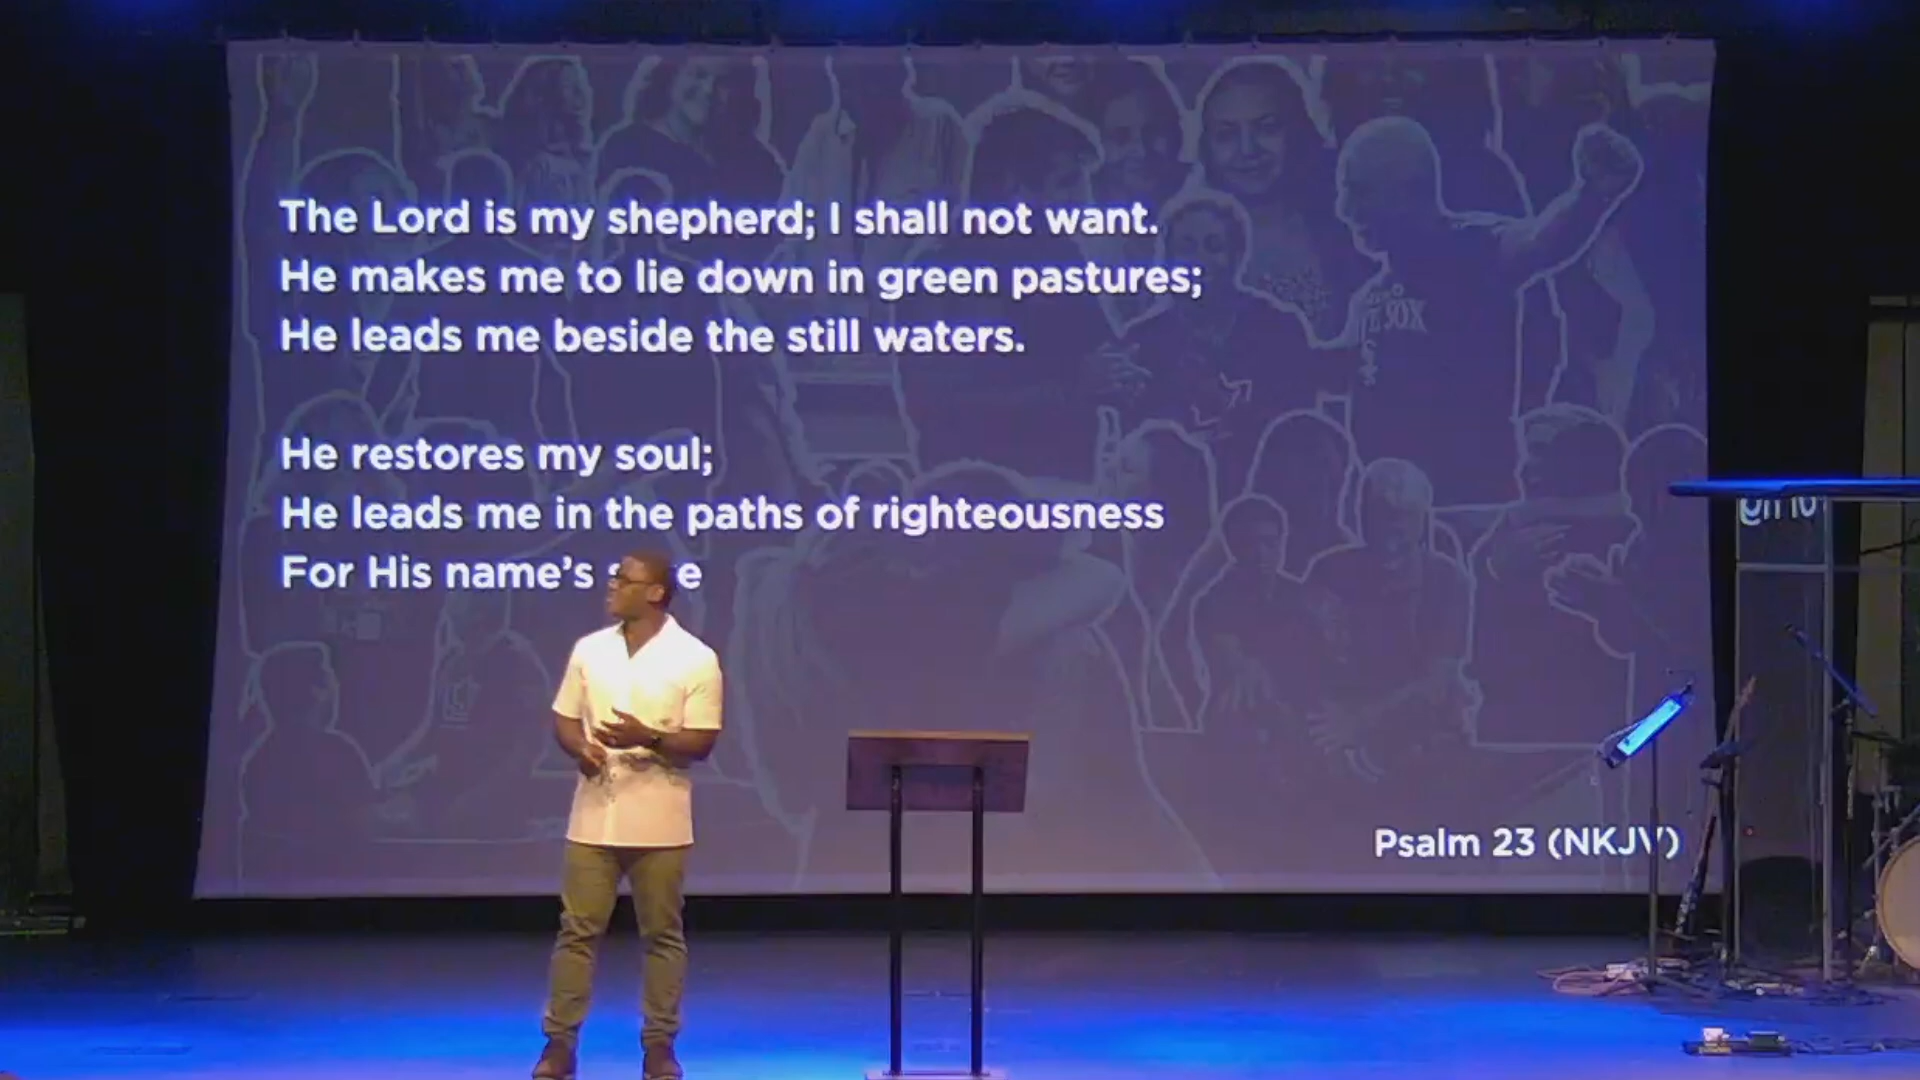 The Lord is my shepherd; I shall not want.
He makes me to lie down in green pastures;
He leads me beside the still waters.
He restores my soul;
He leads me in the paths of righteousness
For His name's
Psalm 23 (NKJV)